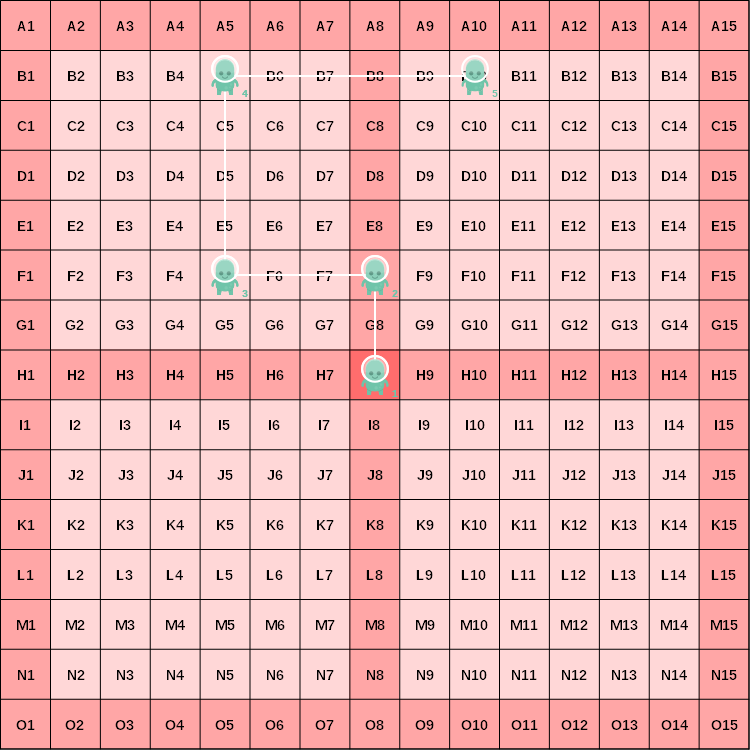 A1 A2 A3 A4 A5 A6 A7 A8 A9 A10 A11 A12 A13 A14 A15
B1 B2 B3 B4 B6 B7 B8 B9 B11 B12 B13 B14 B15
4 5
C1 C2 C3 C4 C5 C6 C7 C8 C9 C10 C11 C12 C13 C14 C15
D1 D2 D3 D4 D5 D6 D7 D8 D9 D10 D11 D12 D13 D14 D15
E1 E2 E3 E4 E5 E6 E7 E8 E9 E10 E11 E12 E13 E14 E15
F1 F2 F3 F4 F6 F7 F9 F10 F11 F12 F13 F14 F15
3 2
G1 G2 G3 G4 G5 G6 G7 G8 G9 G10 G11 G12 G13 G14 G15
H1 H2 H3 H4 H5 H6 H7 H9 H10 H11 H12 H13 H14 H15
1
I1 I2 I3 I4 I5 I6 I7 I8 I9 I10 I11 I12 I13 I14 I15
J1 J2 J3 J4 J5 J6 J7 J8 J9 J10 J11 J12 J13 J14 J15
K1 K2 K3 K4 K5 K6 K7 K8 K9 K10 K11 K12 K13 K14 K15
L1 L2 L3 L4 L5 L6 L7 L8 L9 L10 L11 L12 L13 L14 L15
M1 M2 M3 M4 M5 M6 M7 M8 M9 M10 M11 M12 M13 M14 M15
N1 N2 N3 N4 N5 N6 N7 N8 N9 N10 N11 N12 N13 N14 N15
O1 O2 O3 O4 O5 O6 O7 O8 O9 O10 O11 O12 O13 O14 O15